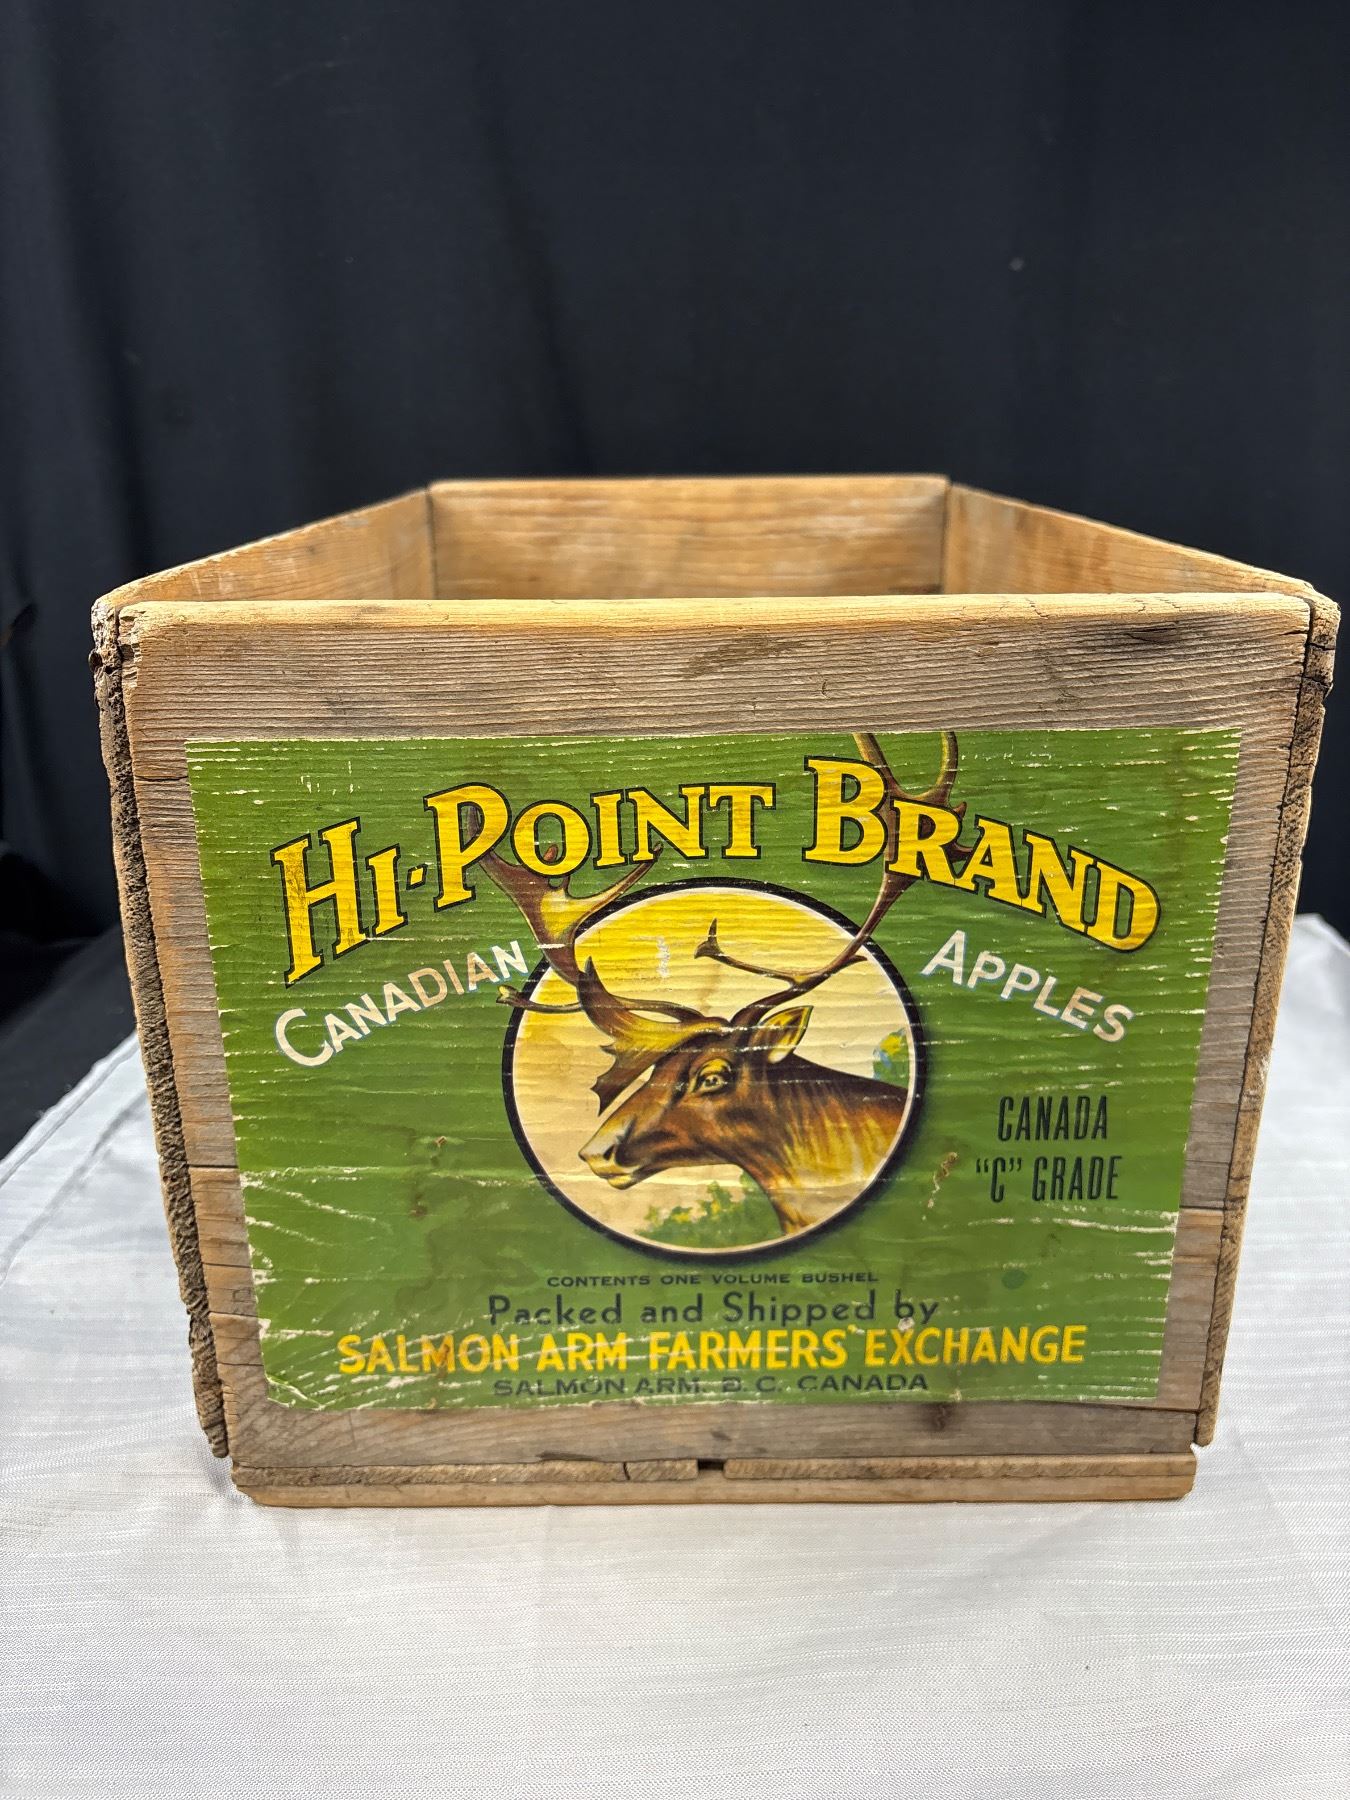 HI-POINT BRAND
CANADIAN APPLES
CANADA
"C" GRADE
CONTENTS ONE VOLUME BUSHEL
Packed and Shipped by
SALMON ARM FARMERS' EXCHANGE
SALMON ARM. B. C. CANADA